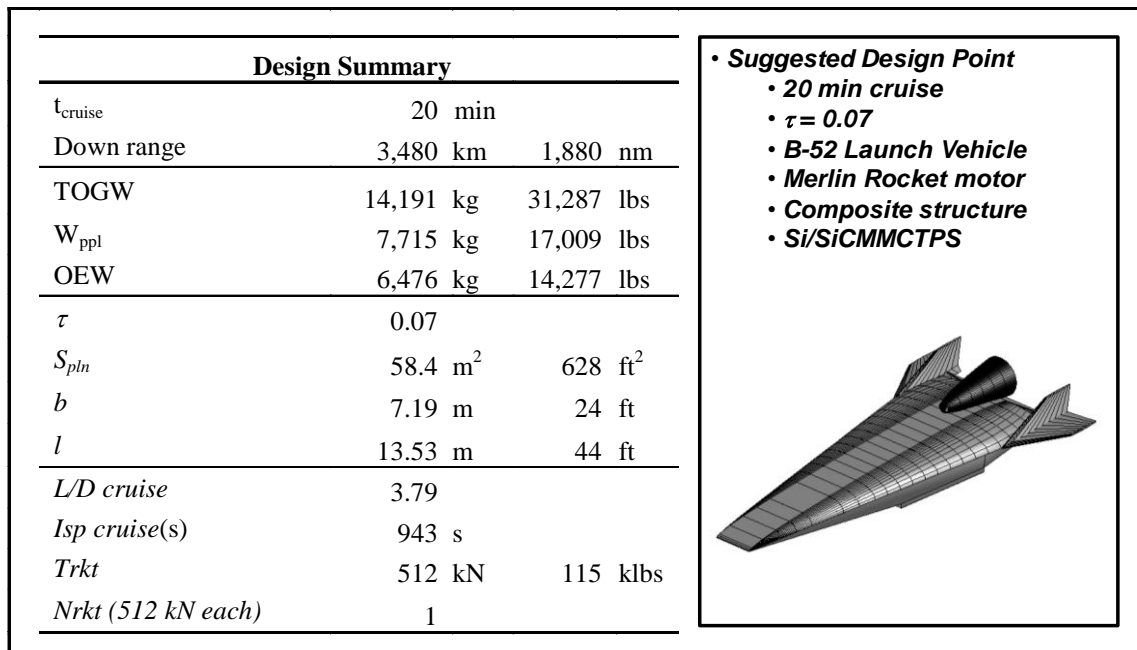 Design Summary
t_cruise 20 min
Down range 3,480 km 1,880 nm
TOGW 14,191 kg 31,287 lbs
W_ppl 7,715 kg 17,009 lbs
OEW 6,476 kg 14,277 lbs
τ 0.07
S_pln 58.4 m² 628 ft²
b 7.19 m 24 ft
l 13.53 m 44 ft
L/D cruise 3.79
Isp cruise(s) 943 s
Trkt 512 kN 115 klbs
Nrkt (512 kN each) 1
• Suggested Design Point
• 20 min cruise
• τ = 0.07
• B-52 Launch Vehicle
• Merlin Rocket motor
• Composite structure
• Si/SiCMMCTPS